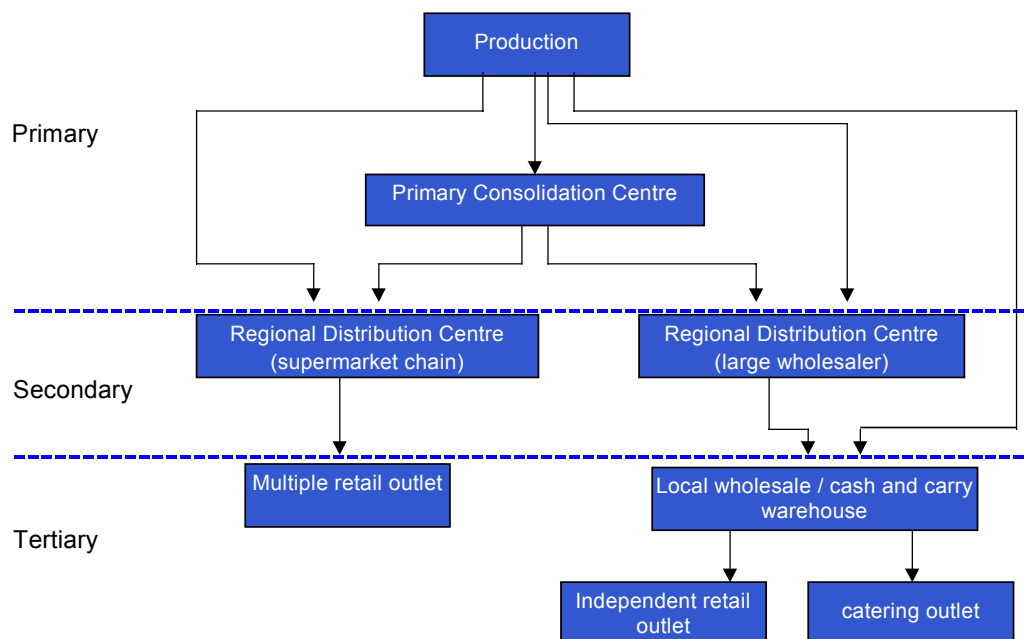 Production
Primary
Primary Consolidation Centre
Regional Distribution Centre
(supermarket chain)
Regional Distribution Centre
(large wholesaler)
Secondary
Multiple retail outlet
Local wholesale / cash and carry
warehouse
Tertiary
Independent retail
outlet
catering outlet